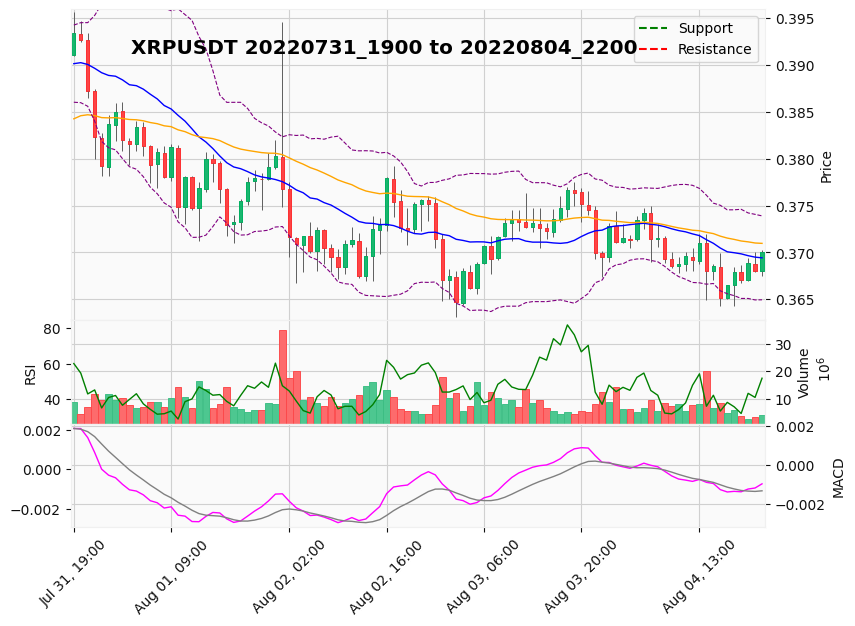 XRPUSDT 20220731_1900 to 20220804_2200
Support
Resistance
0.395
0.390
0.385
0.380
0.375
0.370
0.365
Price
80
60
40
RSI
30
20
10
Volume
10^6
0.002
0.000
−0.002
0.002
0.000
−0.002
MACD
Jul 31, 19:00
Aug 01, 09:00
Aug 02, 02:00
Aug 02, 16:00
Aug 03, 06:00
Aug 03, 20:00
Aug 04, 13:00